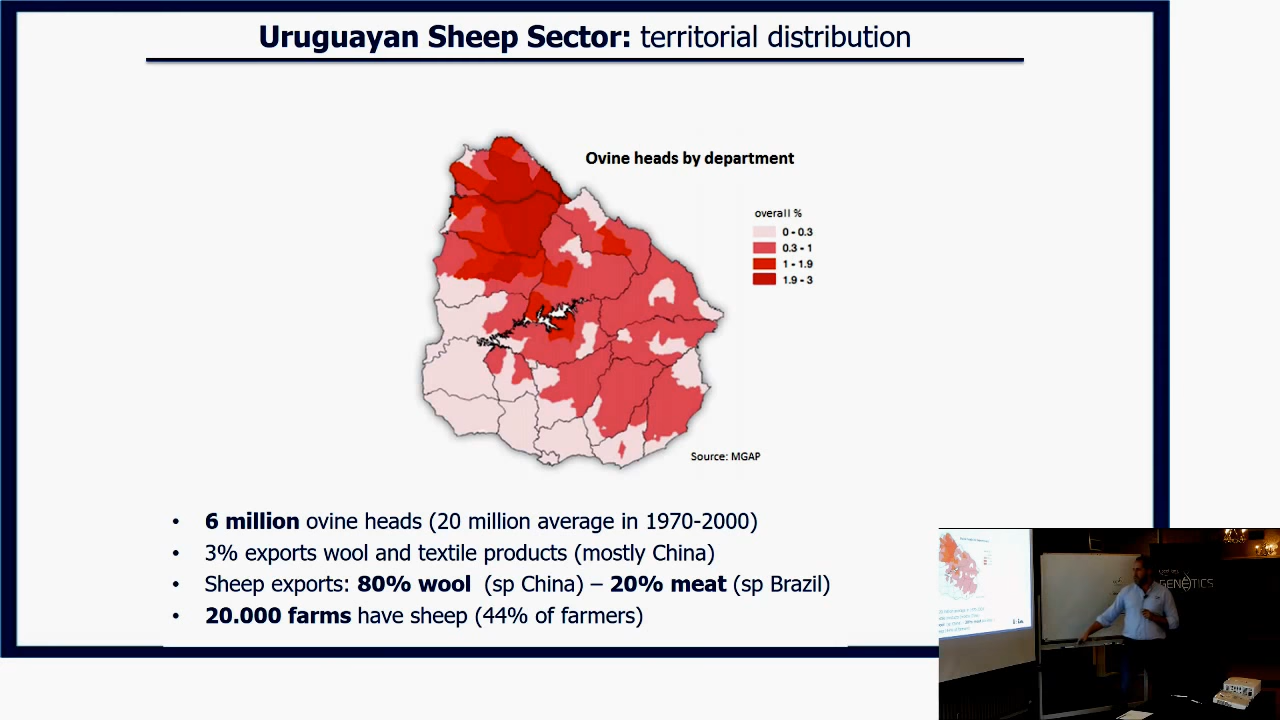 Uruguayan Sheep Sector: territorial distribution
Ovine heads by department
overall %
0 - 0.3
0.3 - 1
1 - 1.9
1.9 - 3
Source: MGAP
• 6 million ovine heads (20 million average in 1970-2000)
• 3% exports wool and textile products (mostly China)
• Sheep exports: 80% wool (sp China) – 20% meat (sp Brazil)
• 20.000 farms have sheep (44% of farmers)
GENETICS